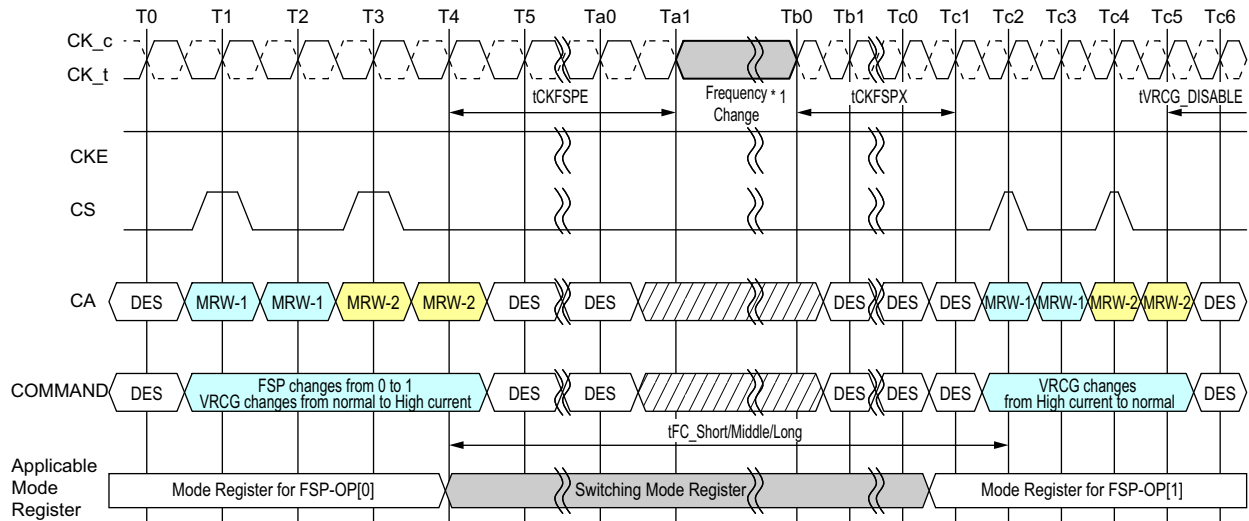 T0 T1 T2 T3 T4 T5 Ta0 Ta1 Tb0 Tb1 Tc0 Tc1 Tc2 Tc3 Tc4 Tc5 Tc6
CK_c
CK_t
tCKFSPE
Frequency * 1
Change
tCKFSPX
tVRCG_DISABLE
CKE
CS
CA DES MRW-1 MRW-1 MRW-2 MRW-2 DES DES DES DES DES MRW-1 MRW-1 MRW-2 MRW-2 DES
COMMAND DES
FSP changes from 0 to 1
VRCG changes from normal to High current
DES DES DES DES DES
VRCG changes
from High current to normal
DES
tFC_Short/Middle/Long
Applicable
Mode
Register
Mode Register for FSP-OP[0] Switching Mode Register Mode Register for FSP-OP[1]